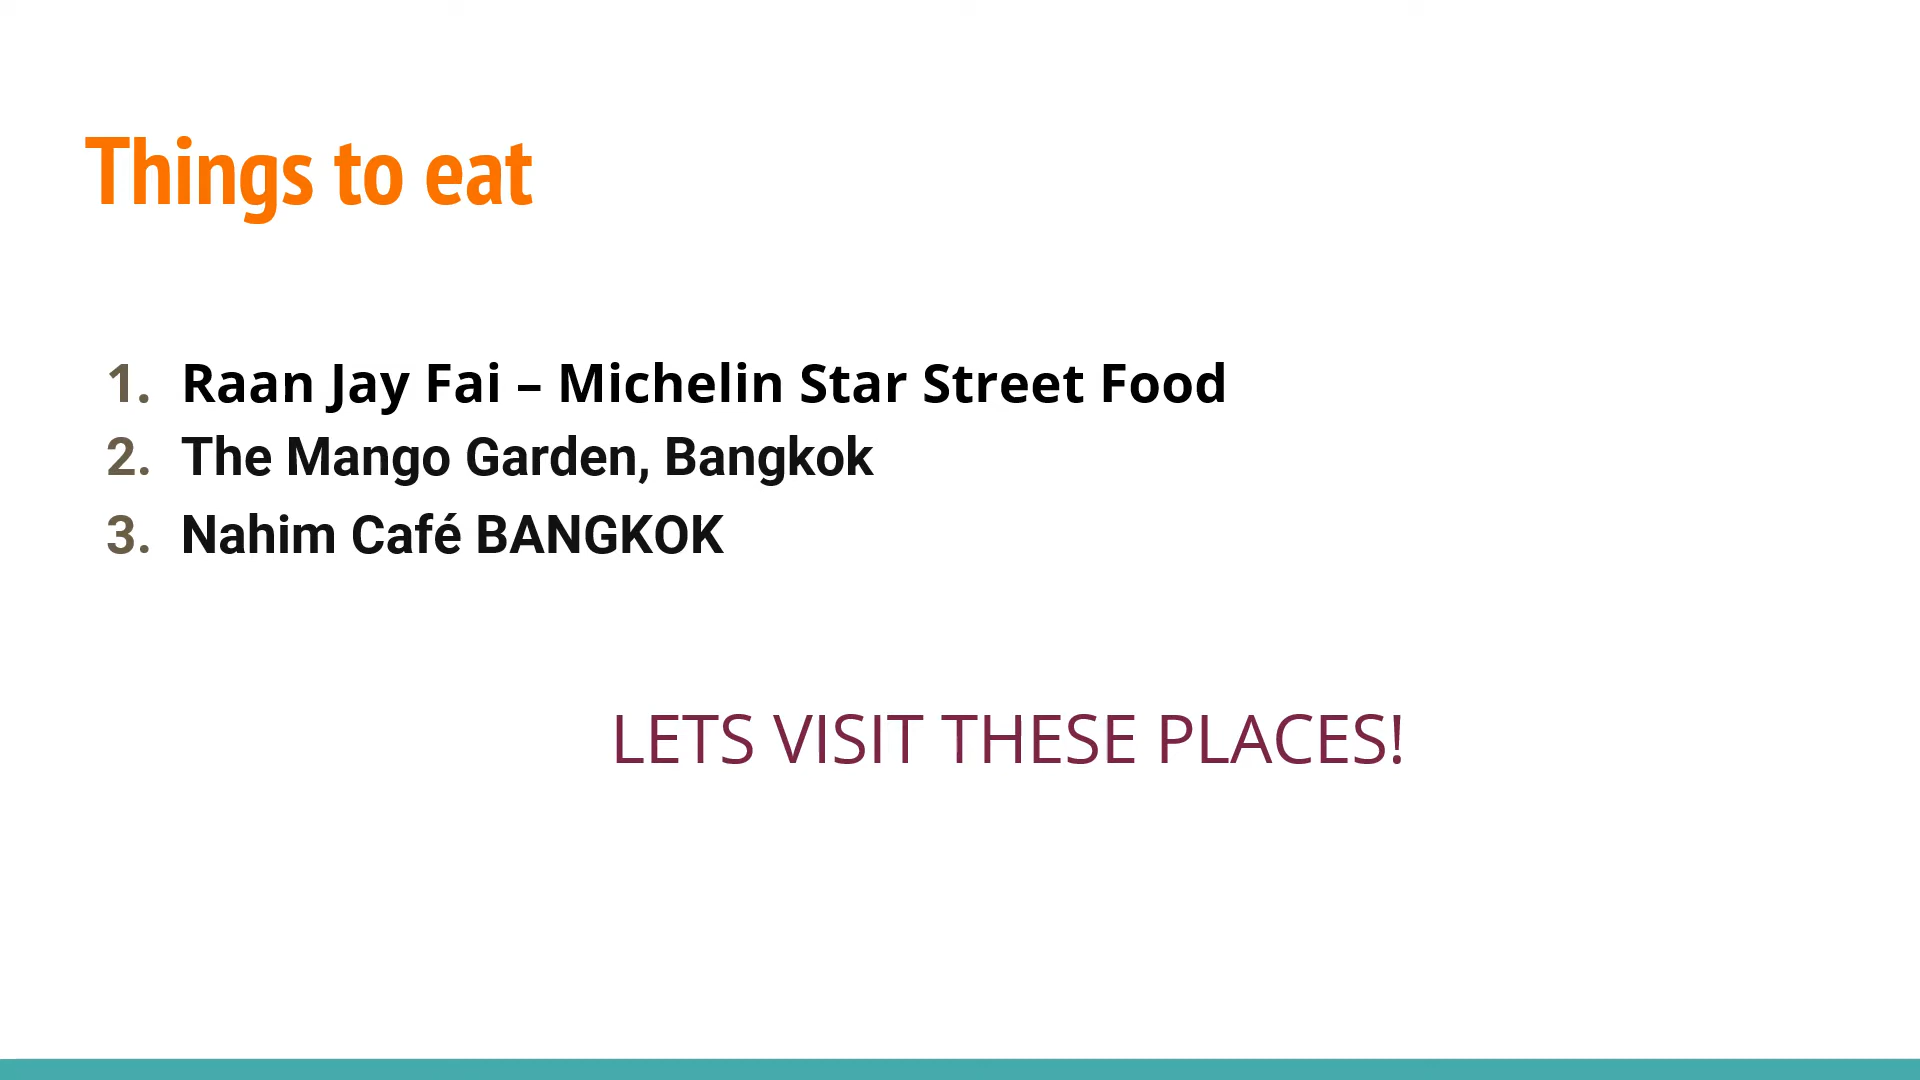 Things to eat
1. Raan Jay Fai – Michelin Star Street Food
2. The Mango Garden, Bangkok
3. Nahim Café BANGKOK
LETS VISIT THESE PLACES!